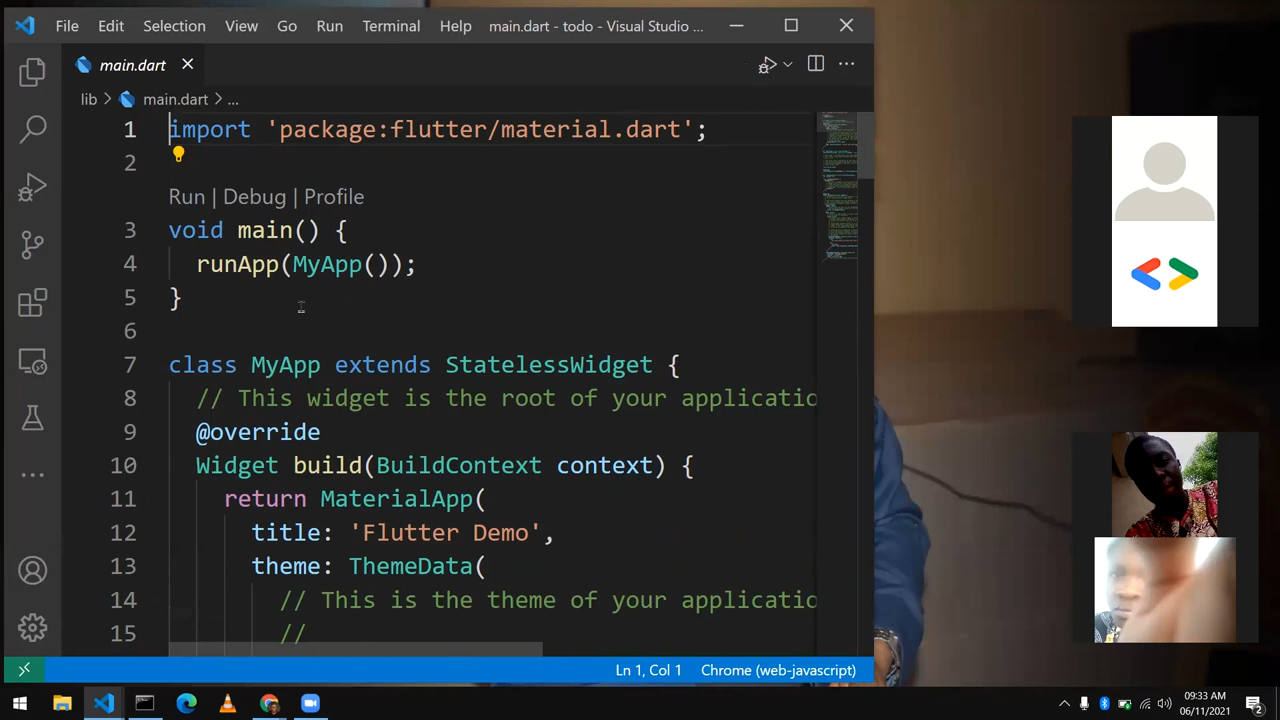 File Edit Selection View Go Run Terminal Help main.dart - todo - Visual Studio ...
main.dart
lib > main.dart > ...
1 import 'package:flutter/material.dart';
2
Run | Debug | Profile
3 void main() {
4 runApp(MyApp());
5 }
6
7 class MyApp extends StatelessWidget {
8 // This widget is the root of your applicatio
9 @override
10 Widget build(BuildContext context) {
11 return MaterialApp(
12 title: 'Flutter Demo',
13 theme: ThemeData(
14 // This is the theme of your applicatio
15 //
Ln 1, Col 1 Chrome (web-javascript)
09:33 AM
06/11/2021
2